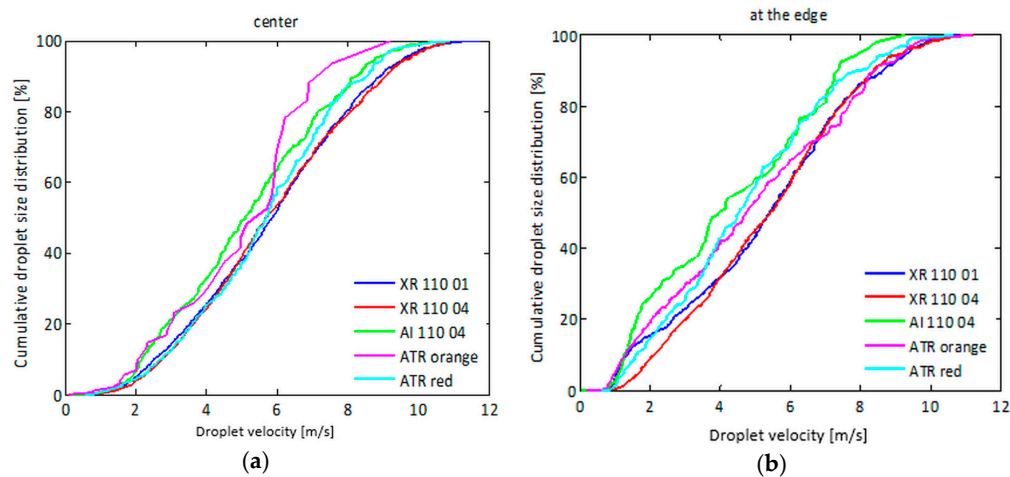 center
Cumulative droplet size distribution [%]
100
80
60
40
20
0
XR 110 01
XR 110 04
AI 110 04
ATR orange
ATR red
0 2 4 6 8 10 12
Droplet velocity [m/s]
(a)
at the edge
Cumulative droplet size distribution [%]
100
80
60
40
20
0
XR 110 01
XR 110 04
AI 110 04
ATR orange
ATR red
2 4 6 8 10 12
Droplet velocity [m/s]
(b)